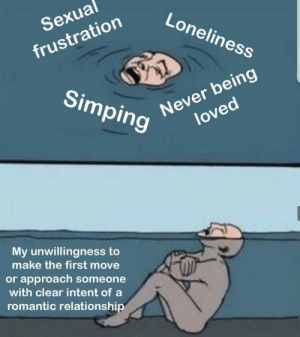 Sexual
frustration
Loneliness
Simping
Never being
loved
My unwillingness to
make the first move
or approach someone
with clear intent of a
romantic relationship